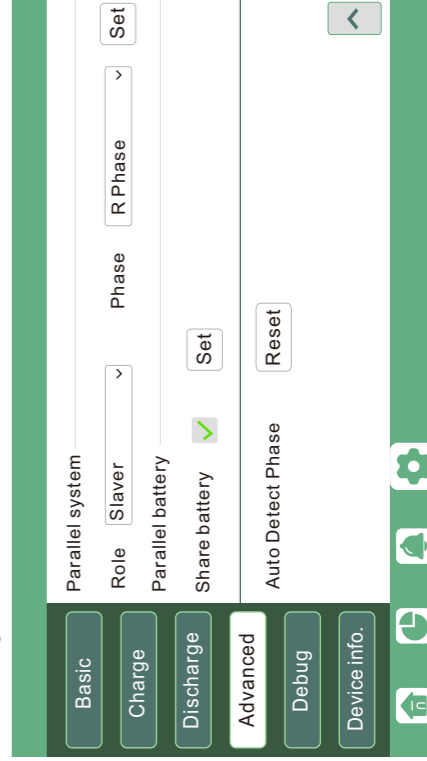 Basic
Charge
Discharge
Advanced
Debug
Device info.
Parallel system
Role Slaver Phase R Phase Set
Parallel battery
Share battery Set
Auto Detect Phase Reset